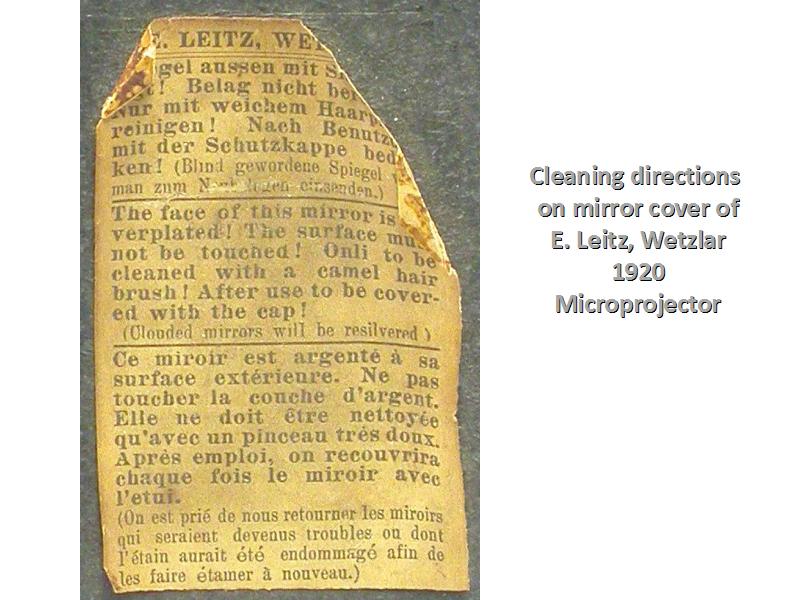 E. LEITZ, WE
gel aussen mit S
! Belag nicht be
Nur mit weichem Haarp
reinigen! Nach Benutz
mit der Schutzkappe bed
ken! (Blind gewordene Spiegel
man zum einsenden.)
The face of this mirror is
verplated! The surface mu
not be touched! Onli to be
cleaned with a camel hair
brush! After use to be cover-
ed with the cap!
(Clouded mirrors will be resilvered)
Ce miroir est argenté à sa
surface extérieure. Ne pas
toucher la couche d'argent.
Elle ne doit être nettoyée
qu'avec un pinceau très doux.
Après emploi, on recouvrira
chaque fois le miroir avec
l'etui.
(On est prié de nous retourner les miroirs
qui seraient devenus troubles ou dont
l'étain aurait été endommagé afin de
les faire étamer à nouveau.)
Cleaning directions
on mirror cover of
E. Leitz, Wetzlar
1920
Microprojector